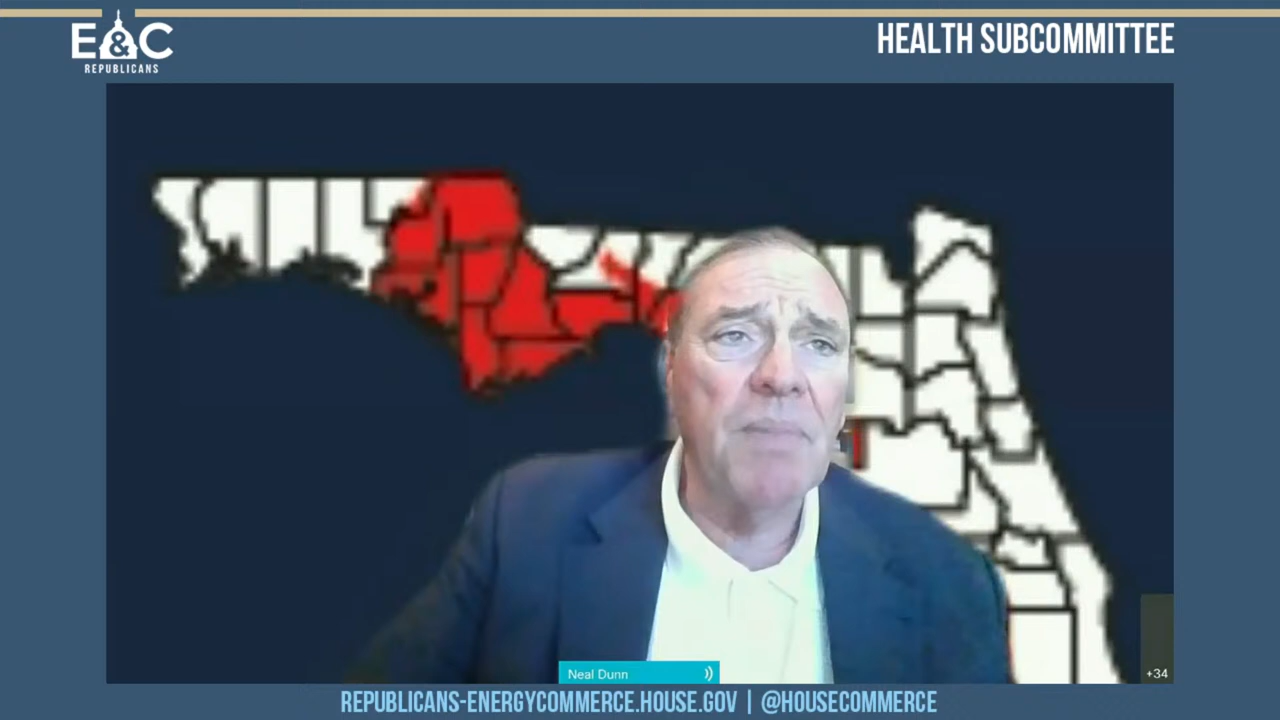 E&C
REPUBLICANS
HEALTH SUBCOMMITTEE
Neal Dunn
+34
REPUBLICANS-ENERGYCOMMERCE.HOUSE.GOV | @HOUSECOMMERCE